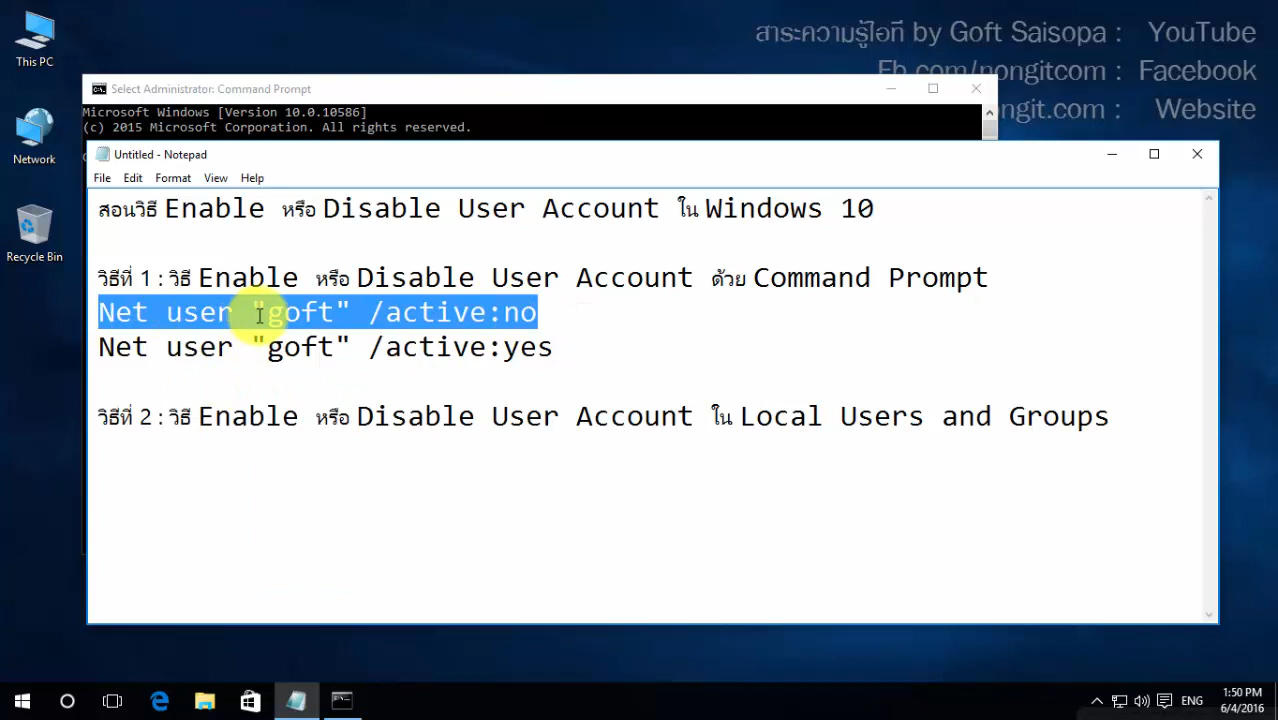 This PC
Network
Recycle Bin
สาระความรู้ไอที by Goft Saisopa : YouTube
Fb.com/nongitcom : Facebook
ngit.com : Website
Select Administrator: Command Prompt
Microsoft Windows [Version 10.0.10586]
(c) 2015 Microsoft Corporation. All rights reserved.
Untitled - Notepad
File Edit Format View Help
สอนวิธี Enable หรือ Disable User Account ใน Windows 10
วิธีที่ 1 : วิธี Enable หรือ Disable User Account ด้วย Command Prompt
Net user "goft" /active:no
Net user "goft" /active:yes
วิธีที่ 2 : วิธี Enable หรือ Disable User Account ใน Local Users and Groups
ENG
1:50 PM
6/4/2016